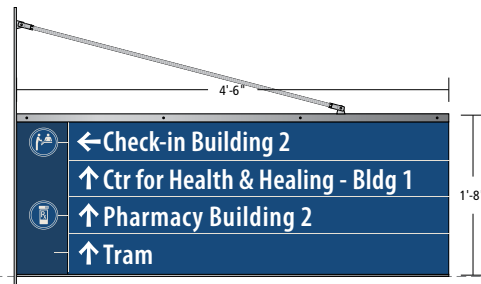 4'-6"
← Check-in Building 2
↑ Ctr for Health & Healing - Bldg 1
↑ Pharmacy Building 2
↑ Tram
1'-8